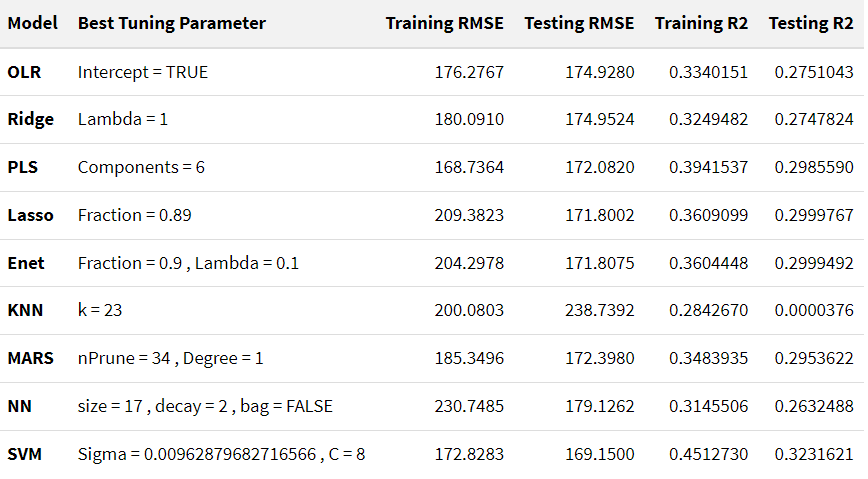 Model Best Tuning Parameter Training RMSE Testing RMSE Training R2 Testing R2
OLR Intercept = TRUE 176.2767 174.9280 0.3340151 0.2751043
Ridge Lambda = 1 180.0910 174.9524 0.3249482 0.2747824
PLS Components = 6 168.7364 172.0820 0.3941537 0.2985590
Lasso Fraction = 0.89 209.3823 171.8002 0.3609099 0.2999767
Enet Fraction = 0.9 , Lambda = 0.1 204.2978 171.8075 0.3604448 0.2999492
KNN k = 23 200.0803 238.7392 0.2842670 0.0000376
MARS nPrune = 34 , Degree = 1 185.3496 172.3980 0.3483935 0.2953622
NN size = 17 , decay = 2 , bag = FALSE 230.7485 179.1262 0.3145506 0.2632488
SVM Sigma = 0.00962879682716566 , C = 8 172.8283 169.1500 0.4512730 0.3231621